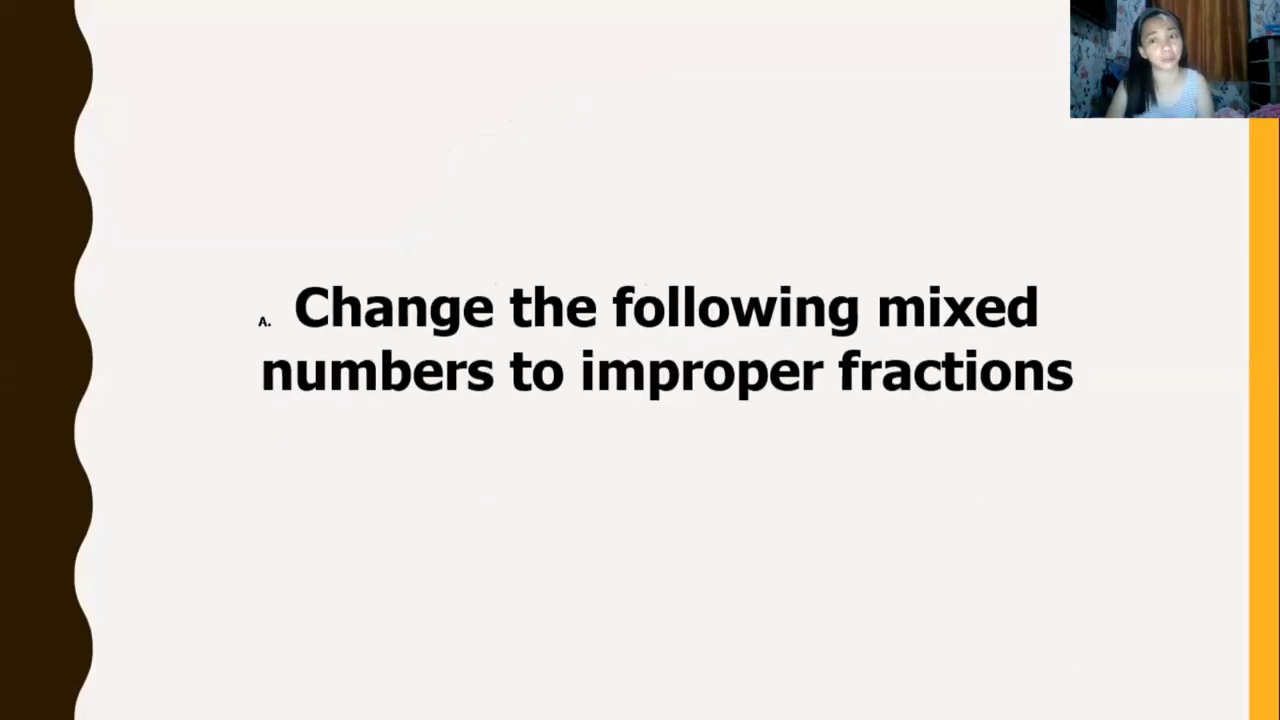 A. Change the following mixed
numbers to improper fractions